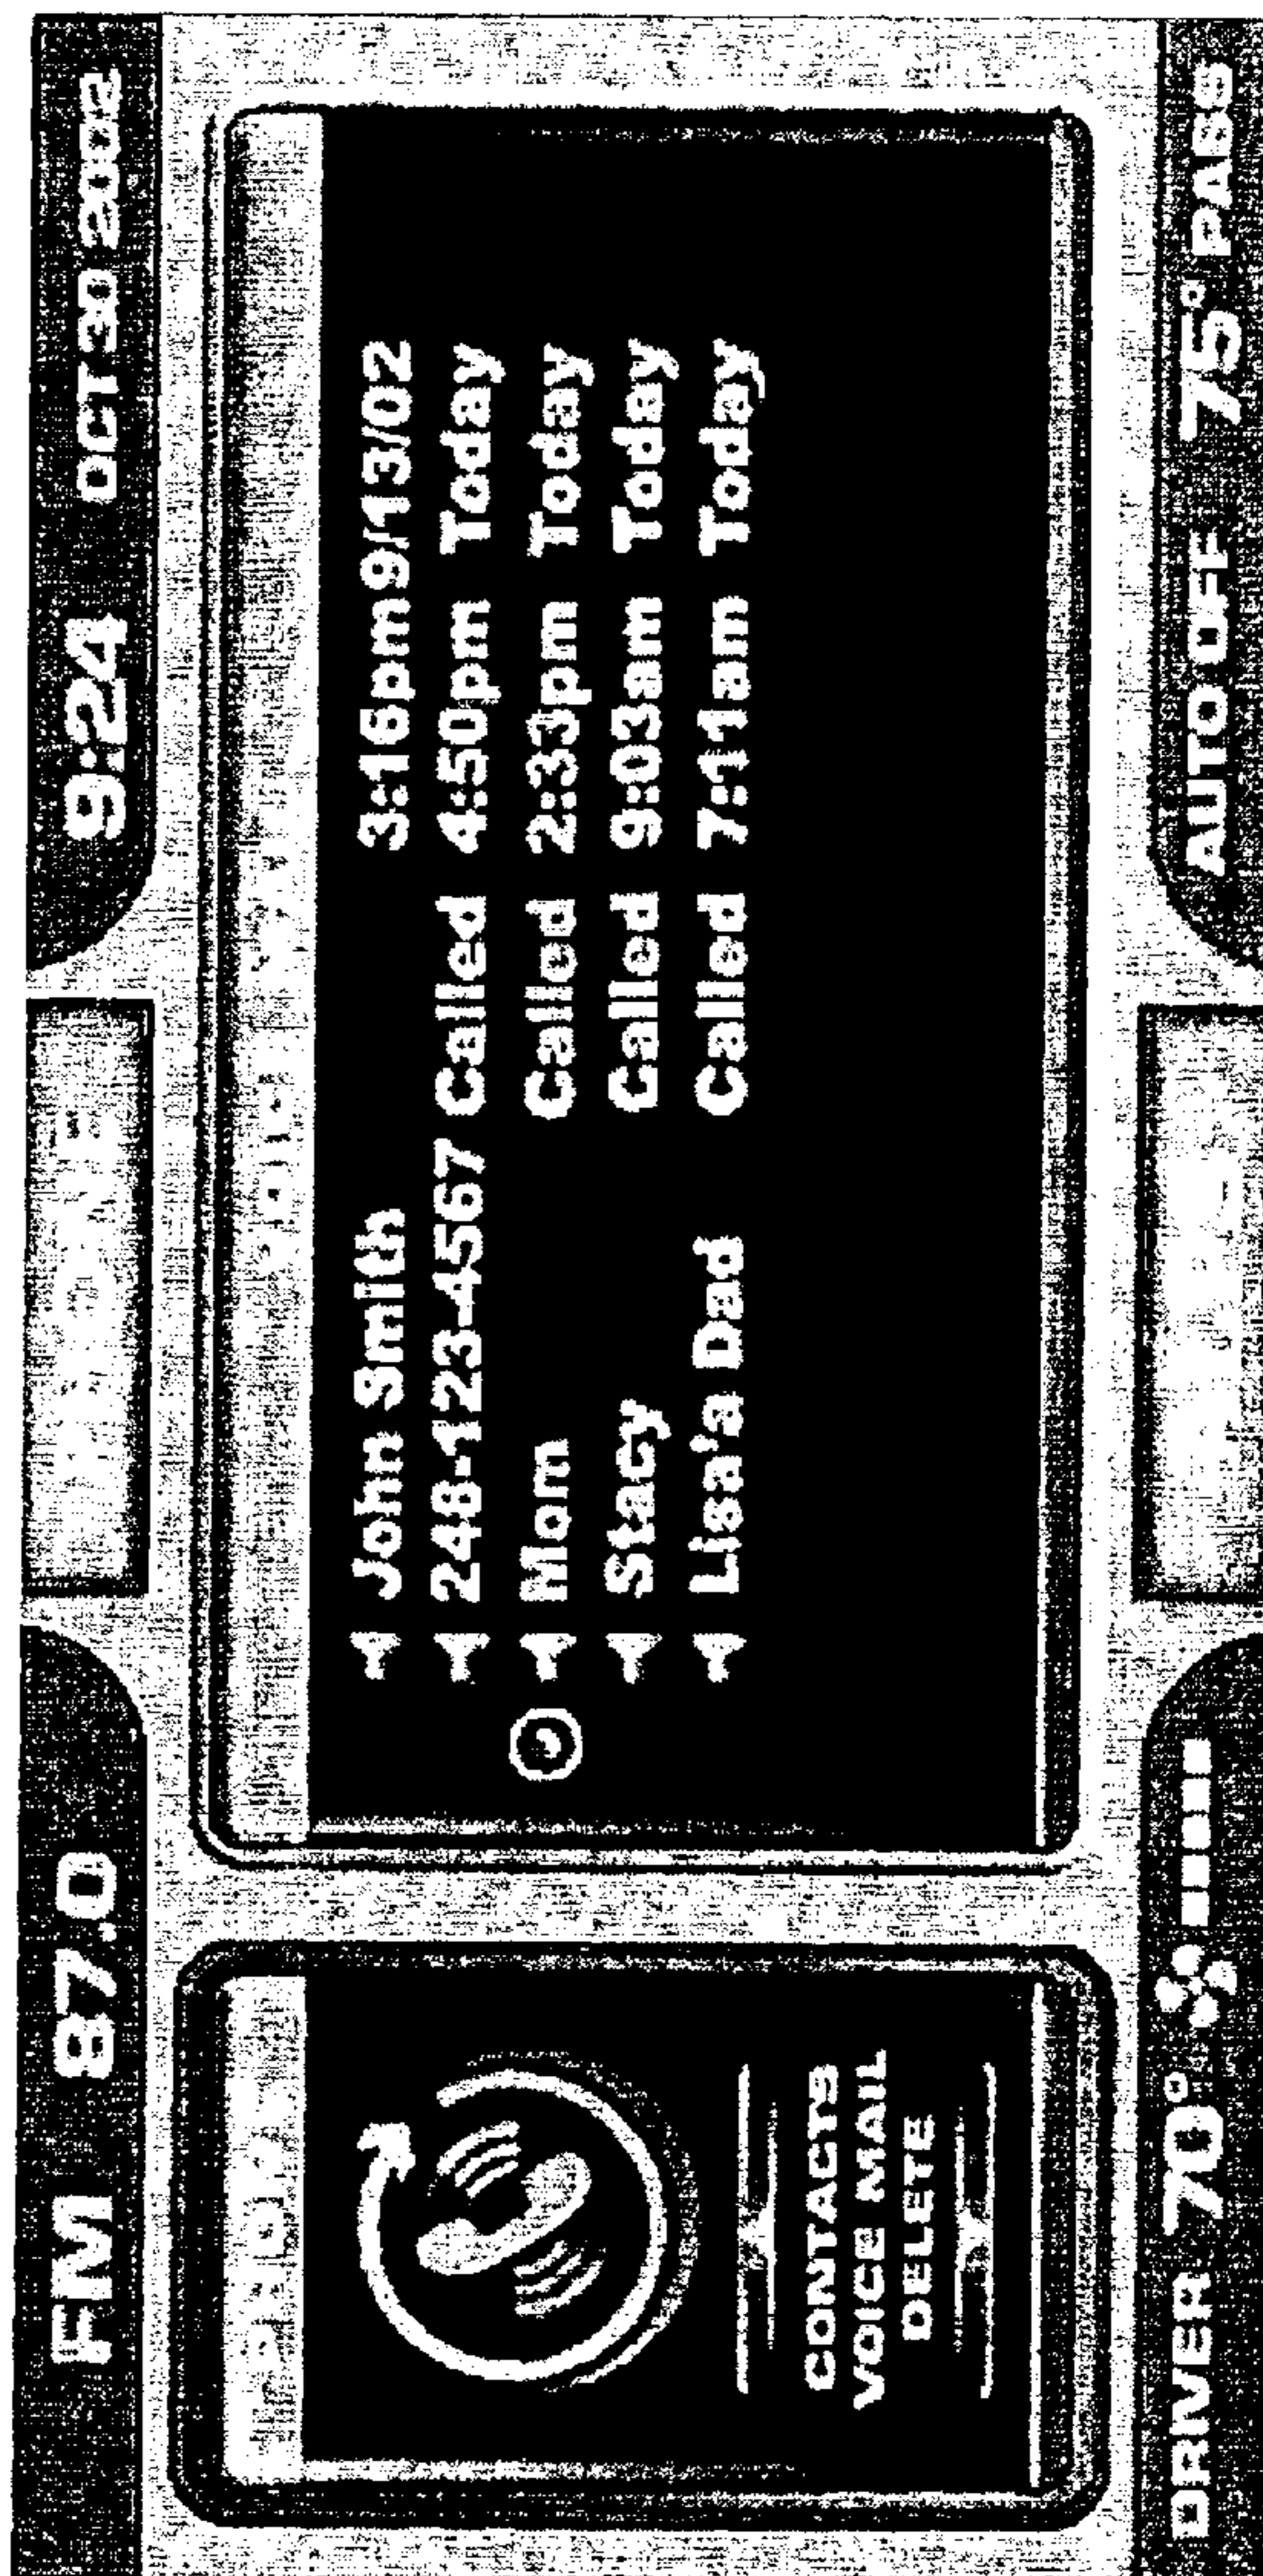 FM 87.0
9:24 OCT 30
John Smith 3:16pm 9/13/02
248-123-4567 Called 4:50pm Today
Mom Called 2:33pm Today
Stacy Called 9:03am Today
Lisa'a Dad Called 7:11am Today
CONTACTS
VOICE MAIL
DELETE
DRIVER 70°
AUTO OFF 75° PASS